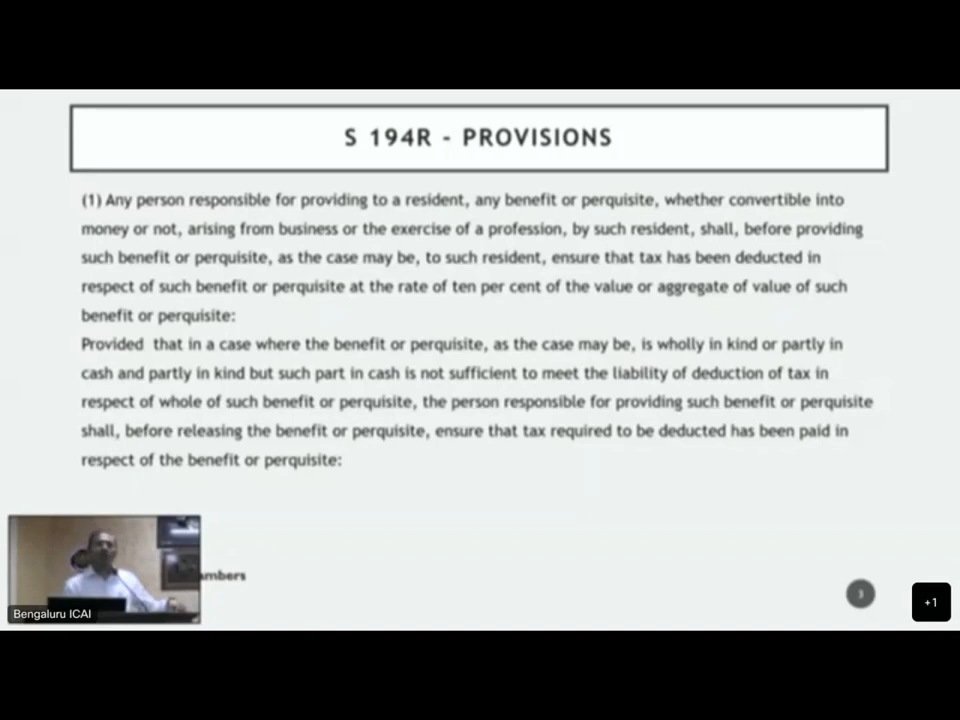 S 194R - PROVISIONS
(1) Any person responsible for providing to a resident, any benefit or perquisite, whether convertible into
money or not, arising from business or the exercise of a profession, by such resident, shall, before providing
such benefit or perquisite, as the case may be, to such resident, ensure that tax has been deducted in
respect of such benefit or perquisite at the rate of ten per cent of the value or aggregate of value of such
benefit or perquisite:
Provided that in a case where the benefit or perquisite, as the case may be, is wholly in kind or partly in
cash and partly in kind but such part in cash is not sufficient to meet the liability of deduction of tax in
respect of whole of such benefit or perquisite, the person responsible for providing such benefit or perquisite
shall, before releasing the benefit or perquisite, ensure that tax required to be deducted has been paid in
respect of the benefit or perquisite:
ambers
3
Bengaluru ICAI
+1